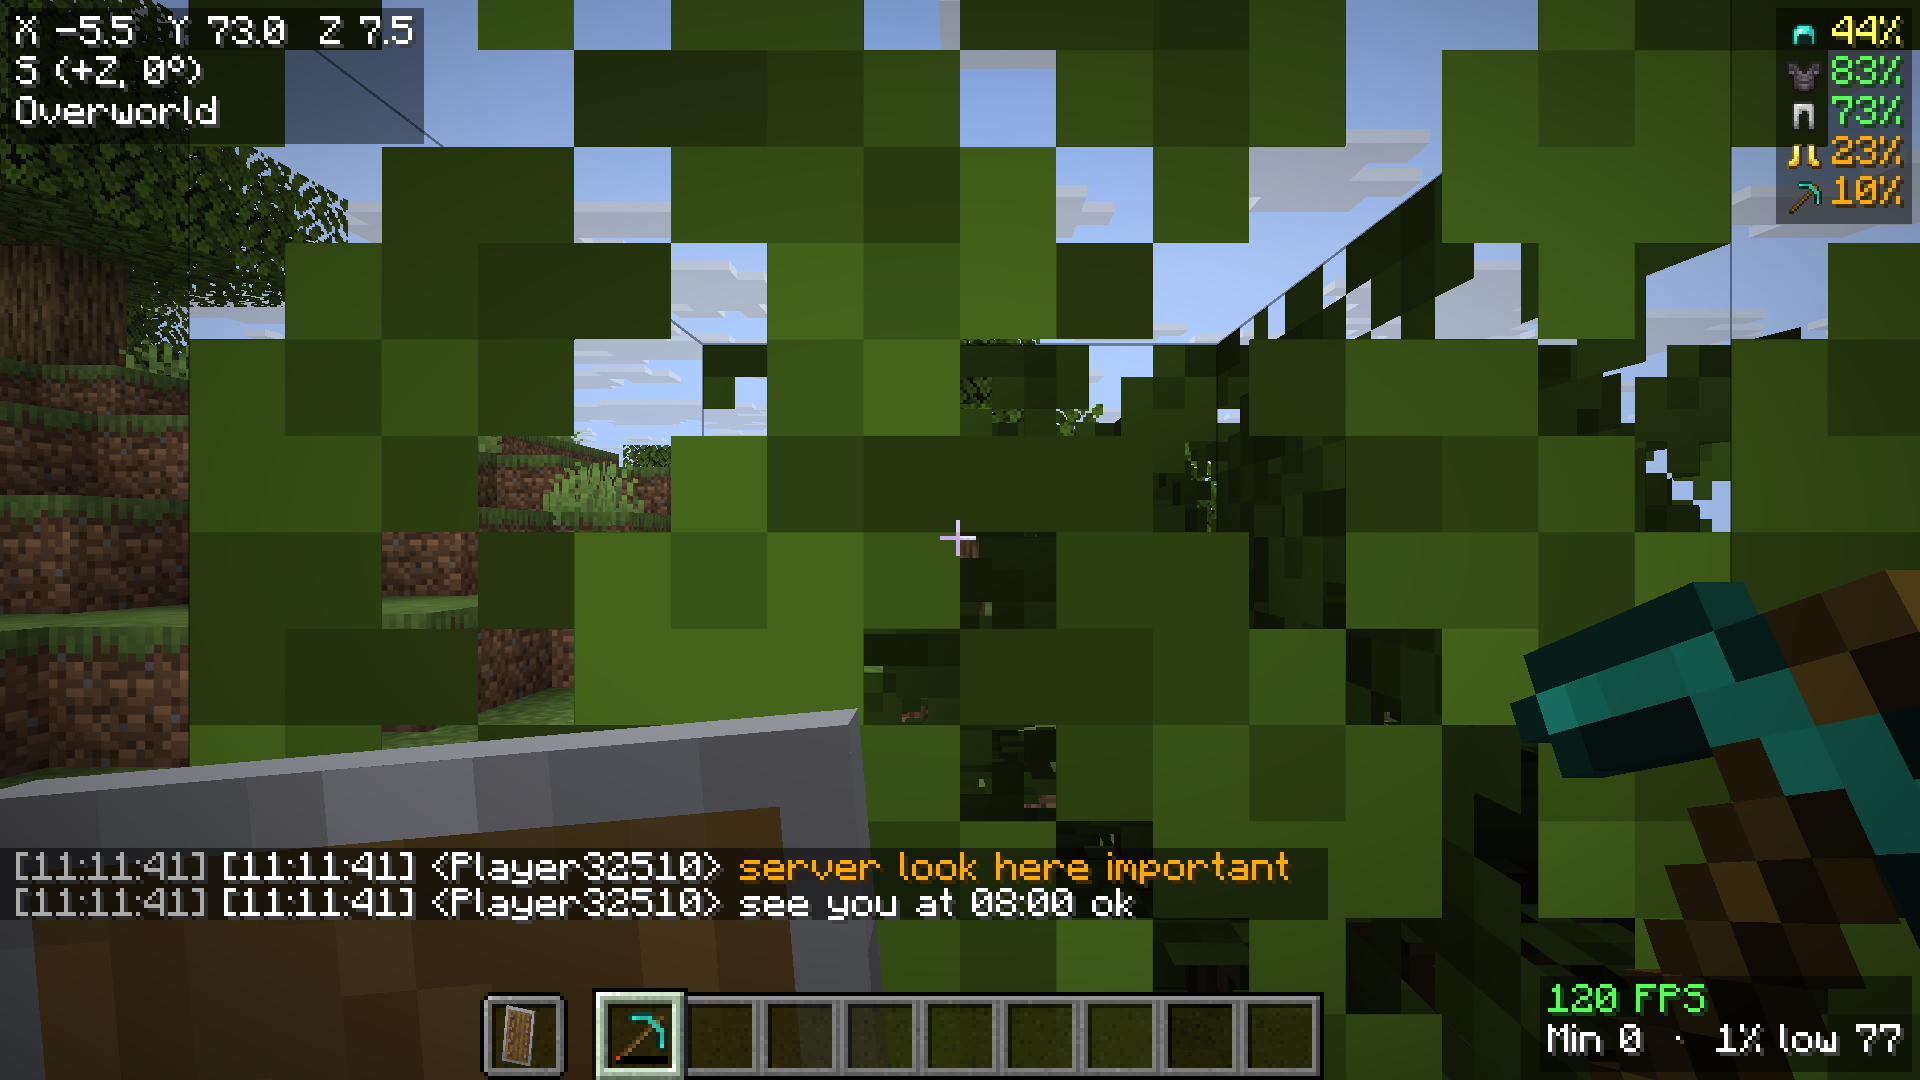 X -5.5 Y 73.0 Z 7.5
S (+Z, 0°)
Overworld
44%
83%
73%
23%
10%
[11:11:41] [11:11:41] <Player32510> server look here important
[11:11:41] [11:11:41] <Player32510> see you at 08:00 ok
120 FPS
Min 0 · 1% low 77